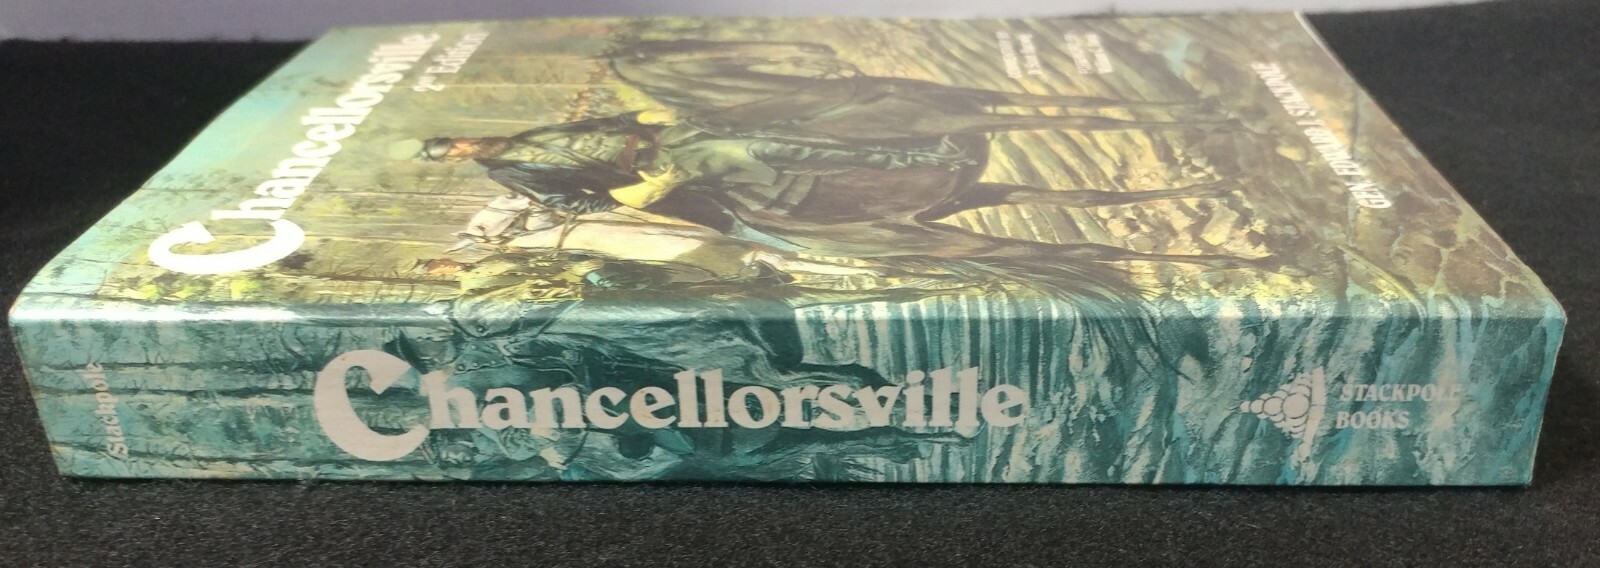 Chancellorsville
2nd Edition
GEN. EDWARD J. STACKPOLE
Stackpole
Chancellorsville
STACKPOLE
BOOKS